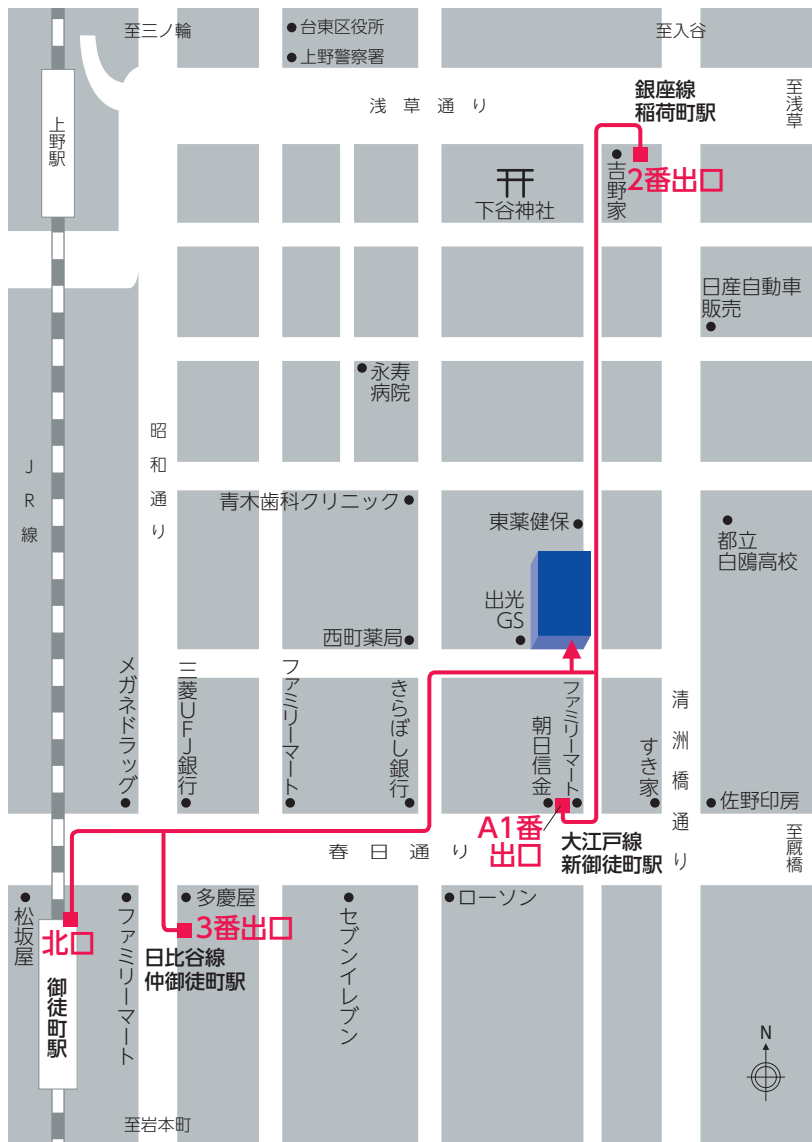 至三ノ輪
台東区役所
上野警察署
至入谷
浅草通り
銀座線
稲荷町駅
至浅草
上野駅
2番出口
吉野家
下谷神社
日産自動車
販売
永寿
病院
昭和通り
JR線
青木歯科クリニック
東薬健保
都立
白鴎高校
出光
GS
西町薬局
メガネドラッグ
三菱UFJ銀行
ファミリーマート
きらぼし銀行
朝日信金
ファミリーマート
すき家
清洲橋通り
佐野印房
A1番
出口
大江戸線
新御徒町駅
春日通り
至厩橋
松坂屋
北口
御徒町駅
ファミリーマート
多慶屋
3番出口
日比谷線
仲御徒町駅
セブンイレブン
ローソン
N
至岩本町